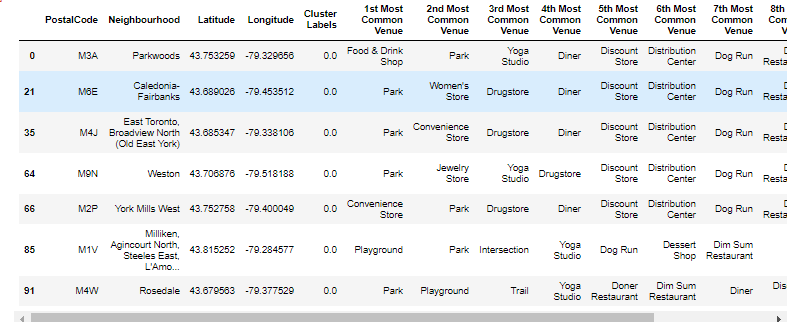 PostalCode Neighbourhood Latitude Longitude Cluster Labels 1st Most Common Venue 2nd Most Common Venue 3rd Most Common Venue 4th Most Common Venue 5th Most Common Venue 6th Most Common Venue 7th Most Common Venue 8th
0 M3A Parkwoods 43.753259 -79.329656 0.0 Food & Drink Shop Park Yoga Studio Diner Discount Store Distribution Center Dog Run Resta
21 M6E Caledonia-Fairbanks 43.689026 -79.453512 0.0 Park Women's Store Drugstore Diner Discount Store Distribution Center Dog Run Resta
35 M4J East Toronto, Broadview North (Old East York) 43.685347 -79.338106 0.0 Park Convenience Store Drugstore Diner Discount Store Distribution Center Dog Run Resta
64 M9N Weston 43.706876 -79.518188 0.0 Park Jewelry Store Yoga Studio Drugstore Discount Store Distribution Center Dog Run Resta
66 M2P York Mills West 43.752758 -79.400049 0.0 Convenience Store Park Drugstore Diner Discount Store Distribution Center Dog Run Resta
85 M1V Milliken, Agincourt North, Steeles East, L'Amo... 43.815252 -79.284577 0.0 Playground Park Intersection Yoga Studio Dog Run Dessert Shop Dim Sum Restaurant
91 M4W Rosedale 43.679563 -79.377529 0.0 Park Playground Trail Yoga Studio Doner Restaurant Dim Sum Restaurant Diner Dis